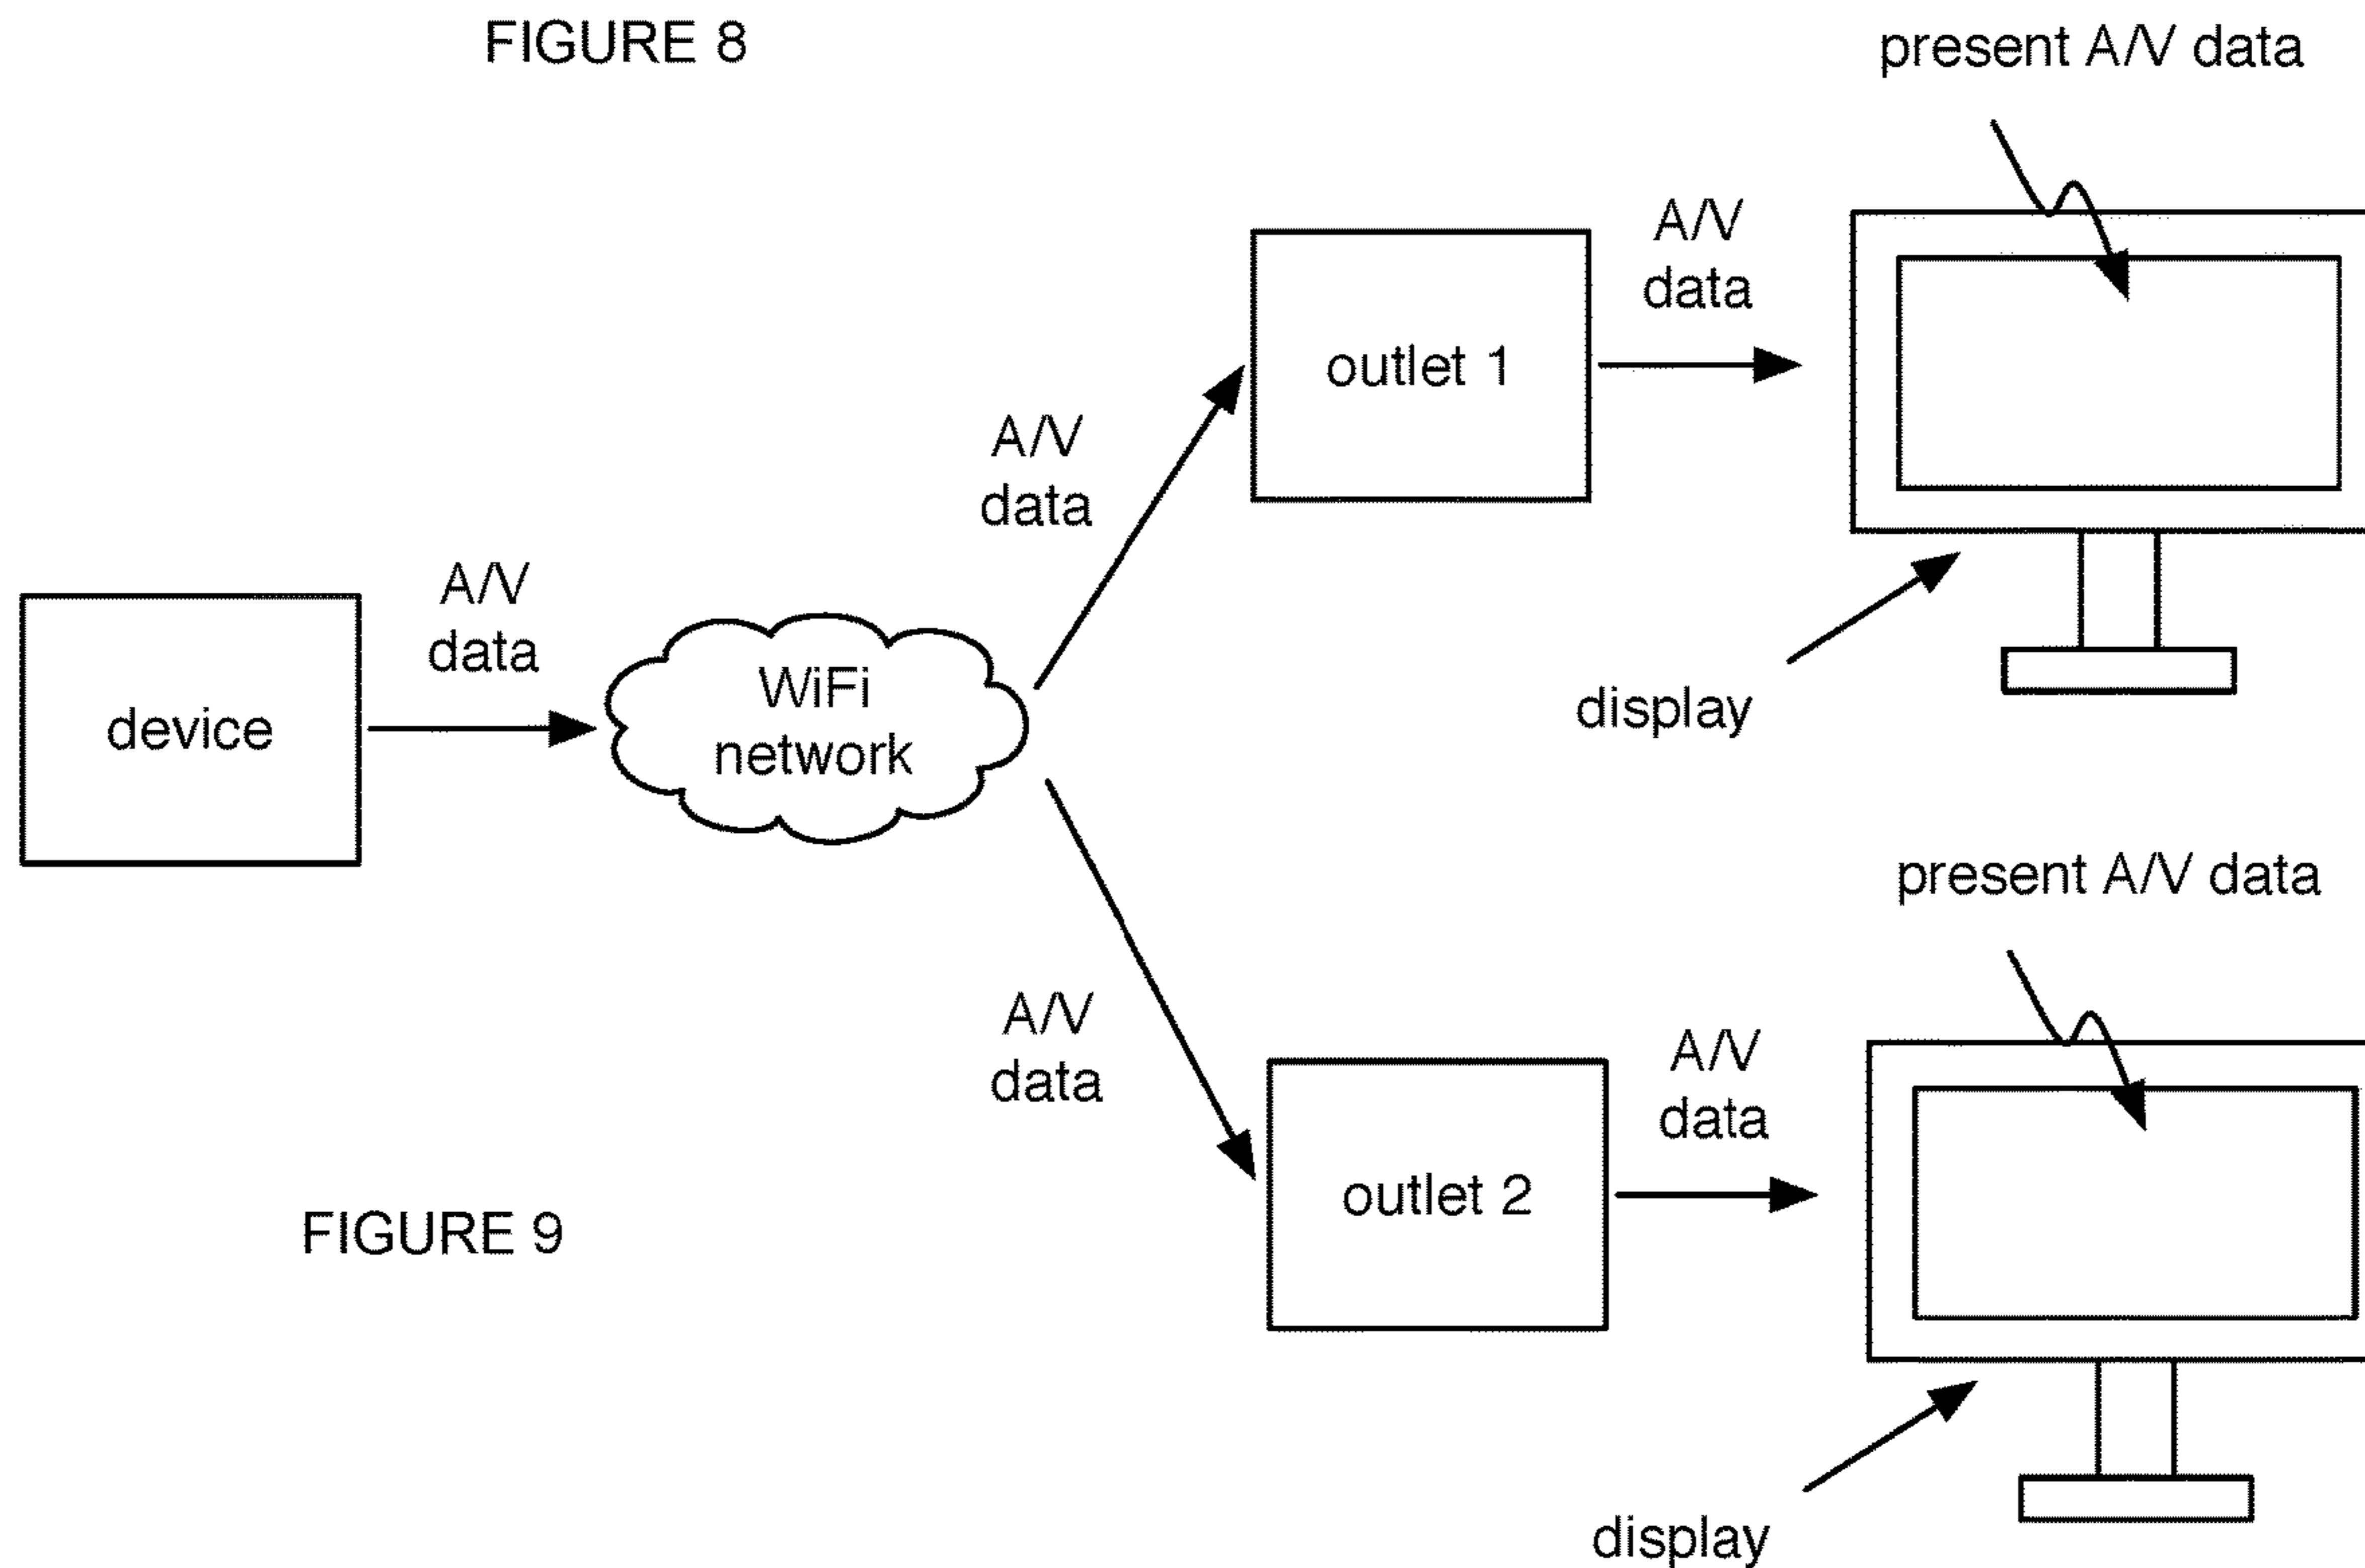 FIGURE 8
present A/V data
A/V
data
outlet 1
A/V
data
display
A/V
data
device
WiFi
network
present A/V data
A/V
data
A/V
data
outlet 2
display
FIGURE 9